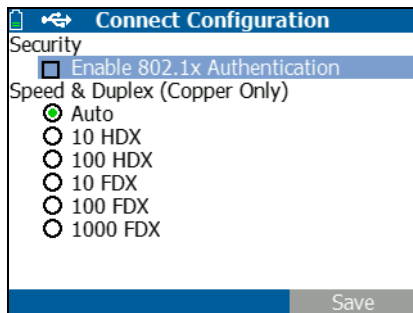 Connect Configuration
Security
Enable 802.1x Authentication
Speed & Duplex (Copper Only)
Auto
10 HDX
100 HDX
10 FDX
100 FDX
1000 FDX
Save